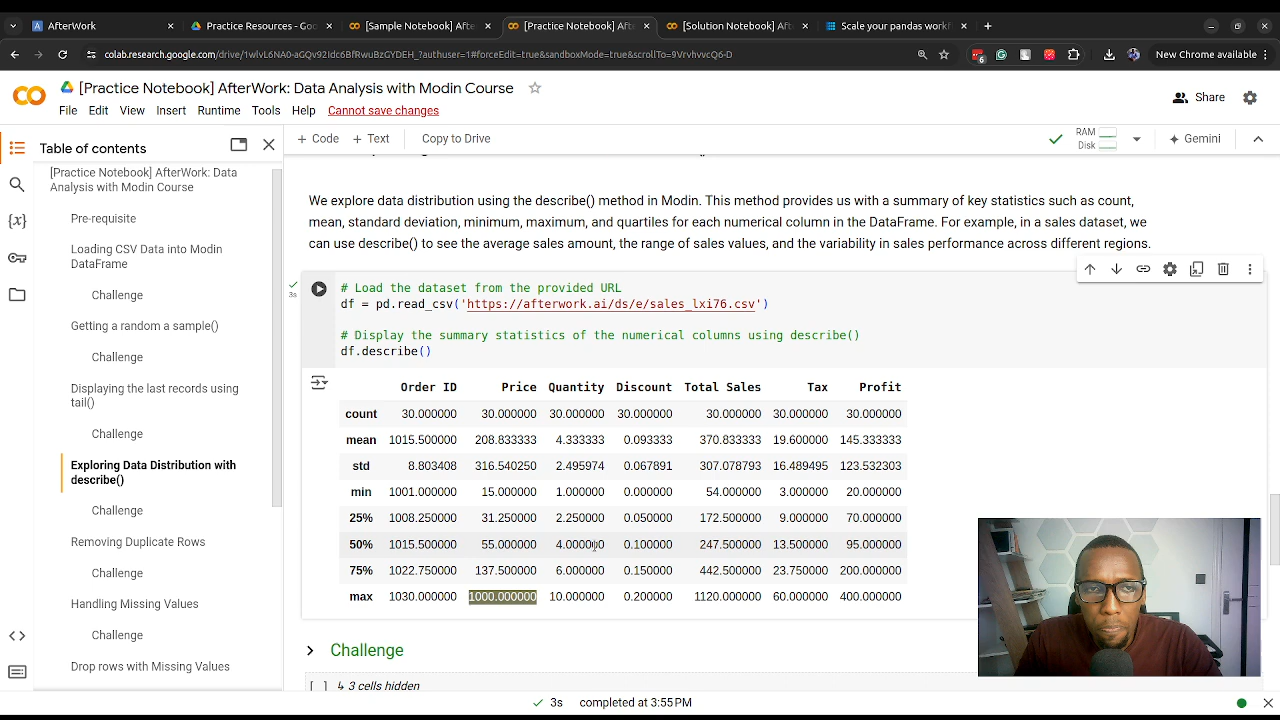 AfterWork
Practice Resources - Goo
[Sample Notebook] Afte
[Practice Notebook] Afte
[Solution Notebook] Afte
Scale your pandas workf
colab.research.google.com
New Chrome available
[Practice Notebook] AfterWork: Data Analysis with Modin Course
File Edit View Insert Runtime Tools Help Cannot save changes
Share
Table of contents
+ Code + Text Copy to Drive
RAM
Disk
Gemini
[Practice Notebook] AfterWork: Data
Analysis with Modin Course
Pre-requisite
Loading CSV Data into Modin
DataFrame
Challenge
Getting a random a sample()
Challenge
Displaying the last records using
tail()
Challenge
Exploring Data Distribution with
describe()
Challenge
Removing Duplicate Rows
Challenge
Handling Missing Values
Challenge
Drop rows with Missing Values
We explore data distribution using the describe() method in Modin. This method provides us with a summary of key statistics such as count,
mean, standard deviation, minimum, maximum, and quartiles for each numerical column in the DataFrame. For example, in a sales dataset, we
can use describe() to see the average sales amount, the range of sales values, and the variability in sales performance across different regions.
3s
# Load the dataset from the provided URL
df = pd.read_csv('https://afterwork.ai/ds/e/sales_lxi76.csv')
# Display the summary statistics of the numerical columns using describe()
df.describe()
Order ID Price Quantity Discount Total Sales Tax Profit
count 30.000000 30.000000 30.000000 30.000000 30.000000 30.000000 30.000000
mean 1015.500000 208.833333 4.333333 0.093333 370.833333 19.600000 145.333333
std 8.803408 316.540250 2.495974 0.067891 307.078793 16.489495 123.532303
min 1001.000000 15.000000 1.000000 0.000000 54.000000 3.000000 20.000000
25% 1008.250000 31.250000 2.250000 0.050000 172.500000 9.000000 70.000000
50% 1015.500000 55.000000 4.000000 0.100000 247.500000 13.500000 95.000000
75% 1022.750000 137.500000 6.000000 0.150000 442.500000 23.750000 200.000000
max 1030.000000 1000.000000 10.000000 0.200000 1120.000000 60.000000 400.000000
Challenge
[ ] ↳ 3 cells hidden
3s completed at 3:55 PM